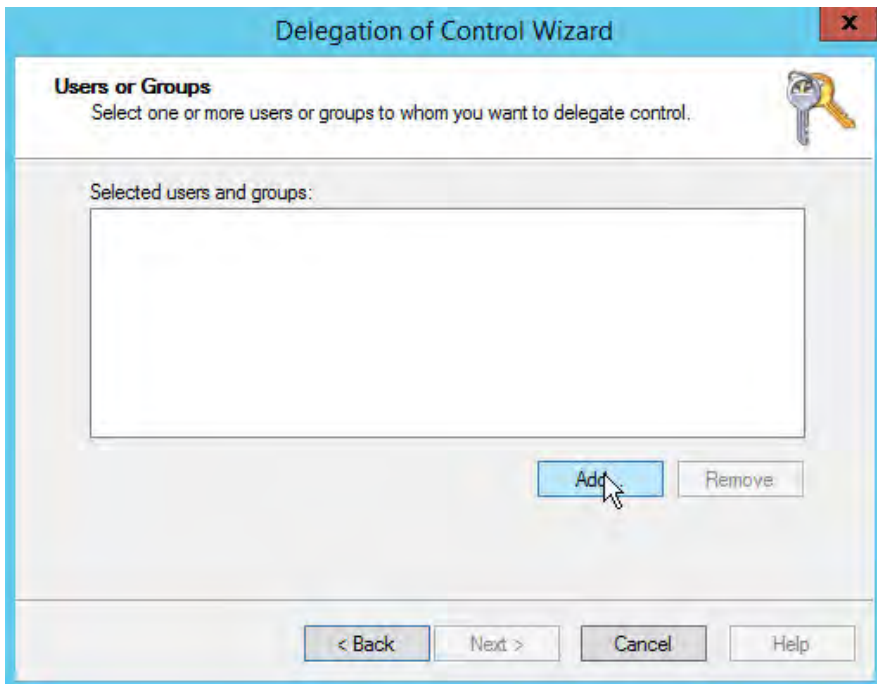 Delegation of Control Wizard
x
Users or Groups
Select one or more users or groups to whom you want to delegate control.
Selected users and groups:
Add... Remove
< Back Next > Cancel Help